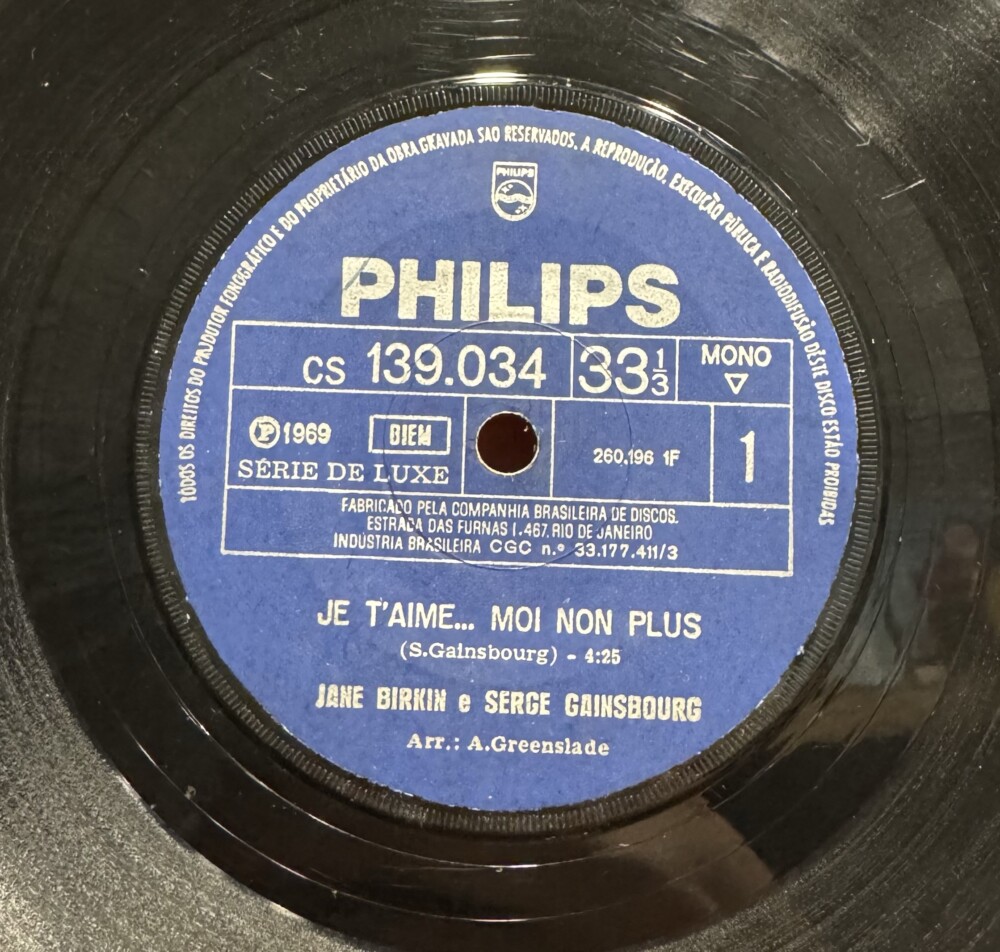 TODOS OS DIREITOS DO PRODUTOR FONOGRÁFICO E DO PROPRIETÁRIO DA OBRA GRAVADA SAO RESERVADOS. A REPRODUÇÃO, EXECUÇÃO PÚBLICA E RADIODIFUSÃO DÊSTE DISCO ESTÃO PROIBIDAS
PHILIPS
PHILIPS
CS 139.034 33 1/3 MONO
℗ 1969 BIEM 260.196 1F 1
SÉRIE DE LUXE
FABRICADO PELA COMPANHIA BRASILEIRA DE DISCOS.
ESTRADA DAS FURNAS 1.467. RIO DE JANEIRO
INDUSTRIA BRASILEIRA CGC n.º 33.177.411/3
JE T'AIME... MOI NON PLUS
(S.Gainsbourg) - 4:25
JANE BIRKIN e SERGE GAINSBOURG
Arr.: A.Greenslade